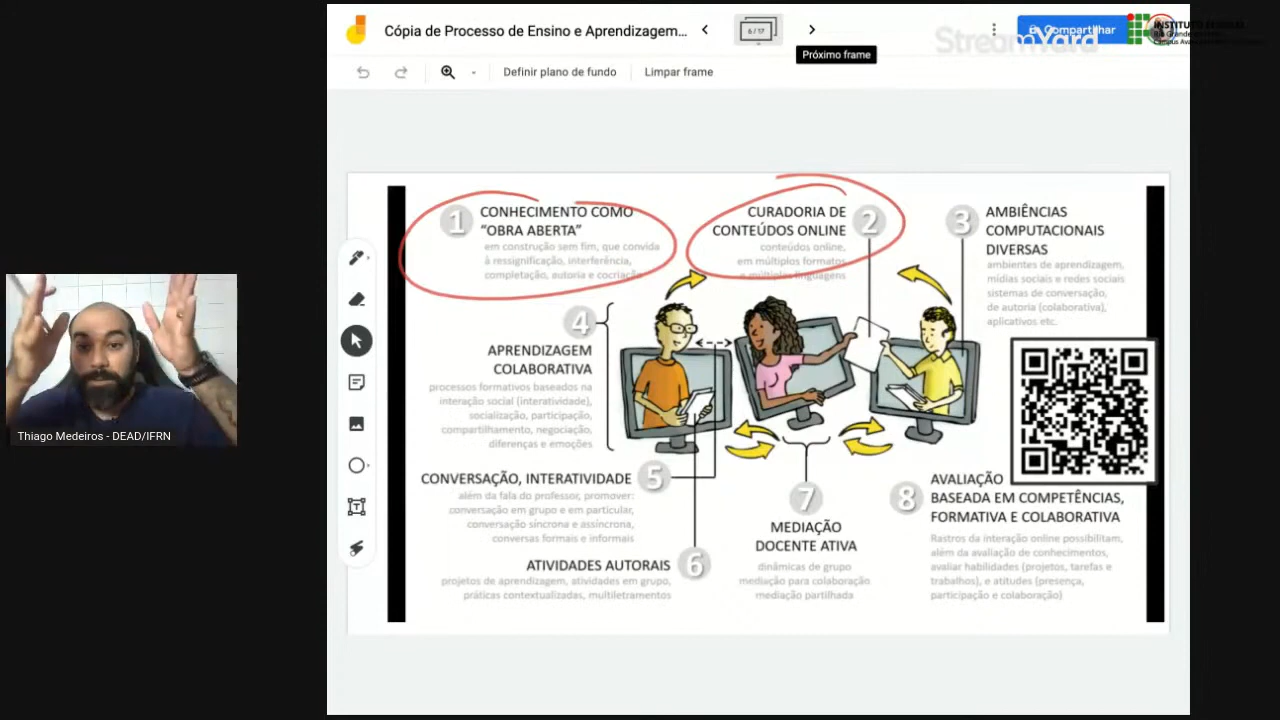 Cópia de Processo de Ensino e Aprendizagem...
6 / 17
Compartilhar
StreamYard
INSTITUTO FEDERAL
Próximo frame
Definir plano de fundo
Limpar frame
1
CONHECIMENTO COMO
“OBRA ABERTA”
em construção sem fim, que convida
à ressignificação, interferência,
completação, autoria e cocriação
CURADORIA DE
CONTEÚDOS ONLINE
2
conteúdos online,
em múltiplos formatos
e múltiplas linguagens
3
AMBIÊNCIAS
COMPUTACIONAIS
DIVERSAS
ambientes de aprendizagem,
mídias sociais e redes sociais
sistemas de conversação,
de autoria (colaborativa),
aplicativos etc.
4
APRENDIZAGEM
COLABORATIVA
processos formativos baseados na
interação social (interatividade),
socialização, participação,
compartilhamento, negociação,
diferenças e emoções
CONVERSAÇÃO, INTERATIVIDADE
5
além da fala do professor, promover:
conversação em grupo e em particular,
conversação síncrona e assíncrona,
conversas formais e informais
ATIVIDADES AUTORAIS
6
projetos de aprendizagem, atividades em grupo,
práticas contextualizadas, multiletramentos
7
MEDIAÇÃO
DOCENTE ATIVA
dinâmicas de grupo
mediação para colaboração
mediação partilhada
8
AVALIAÇÃO
BASEADA EM COMPETÊNCIAS,
FORMATIVA E COLABORATIVA
Rastros da interação online possibilitam,
além da avaliação de conhecimentos,
avaliar habilidades (projetos, tarefas e
trabalhos), e atitudes (presença,
participação e colaboração)
Thiago Medeiros - DEAD/IFRN